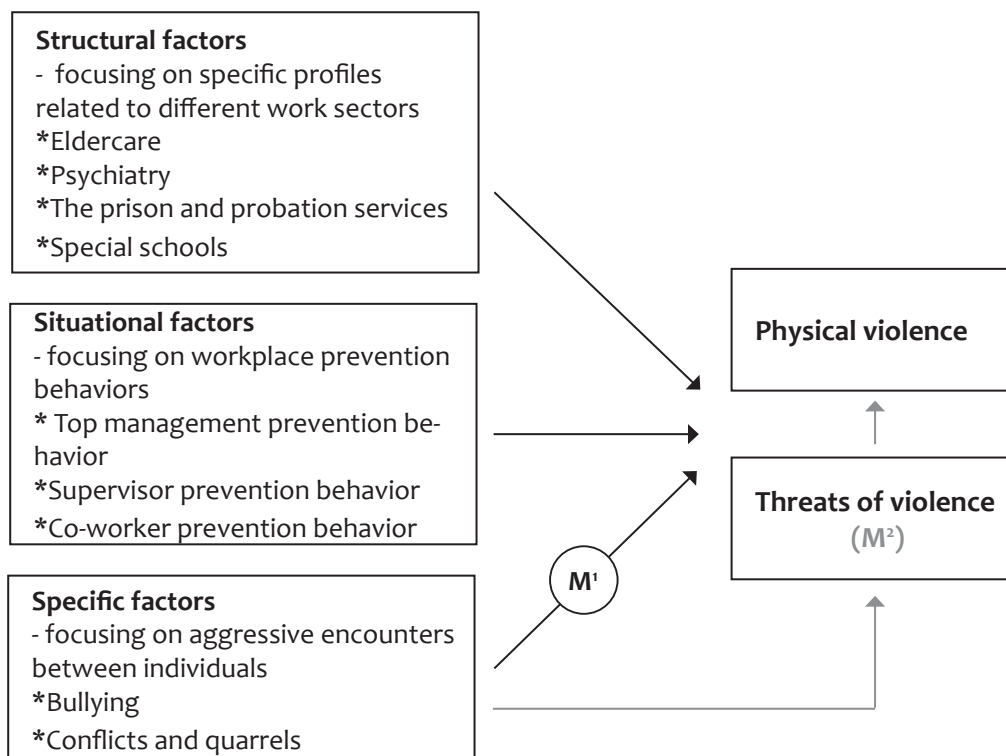 Structural factors
- focusing on specific profiles
related to different work sectors
*Eldercare
*Psychiatry
*The prison and probation services
*Special schools
Situational factors
- focusing on workplace prevention
behaviors
* Top management prevention be-
havior
*Supervisor prevention behavior
*Co-worker prevention behavior
Specific factors
- focusing on aggressive encounters
between individuals
*Bullying
*Conflicts and quarrels
M¹
Physical violence
Threats of violence
(M²)